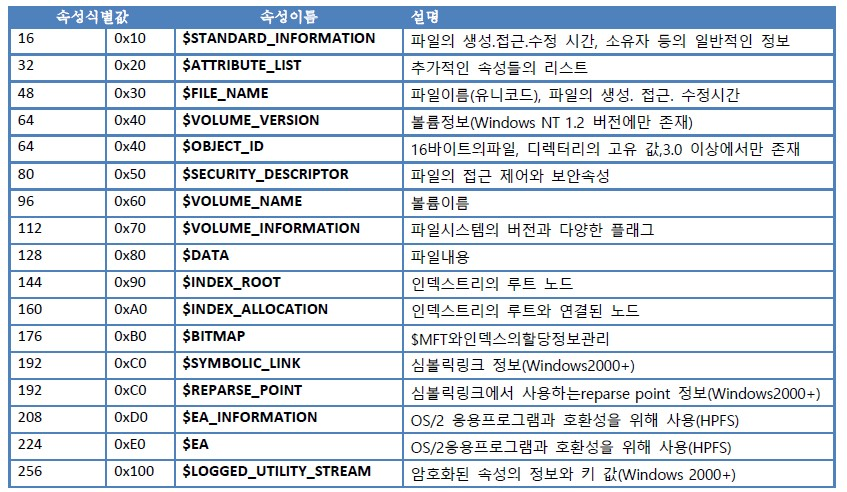 속성식별값 속성이름 설명
16 0x10 $STANDARD_INFORMATION 파일의 생성.접근.수정 시간, 소유자 등의 일반적인 정보
32 0x20 $ATTRIBUTE_LIST 추가적인 속성들의 리스트
48 0x30 $FILE_NAME 파일이름(유니코드), 파일의 생성. 접근. 수정시간
64 0x40 $VOLUME_VERSION 볼륨정보(Windows NT 1.2 버전에만 존재)
64 0x40 $OBJECT_ID 16바이트의파일, 디렉터리의 고유 값,3.0 이상에서만 존재
80 0x50 $SECURITY_DESCRIPTOR 파일의 접근 제어와 보안속성
96 0x60 $VOLUME_NAME 볼륨이름
112 0x70 $VOLUME_INFORMATION 파일시스템의 버전과 다양한 플래그
128 0x80 $DATA 파일내용
144 0x90 $INDEX_ROOT 인덱스트리의 루트 노드
160 0xA0 $INDEX_ALLOCATION 인덱스트리의 루트와 연결된 노드
176 0xB0 $BITMAP $MFT와인덱스의할당정보관리
192 0xC0 $SYMBOLIC_LINK 심볼릭링크 정보(Windows2000+)
192 0xC0 $REPARSE_POINT 심볼릭링크에서 사용하는reparse point 정보(Windows2000+)
208 0xD0 $EA_INFORMATION OS/2 응용프로그램과 호환성을 위해 사용(HPFS)
224 0xE0 $EA OS/2응용프로그램과 호환성을 위해 사용(HPFS)
256 0x100 $LOGGED_UTILITY_STREAM 암호화된 속성의 정보와 키 값(Windows 2000+)